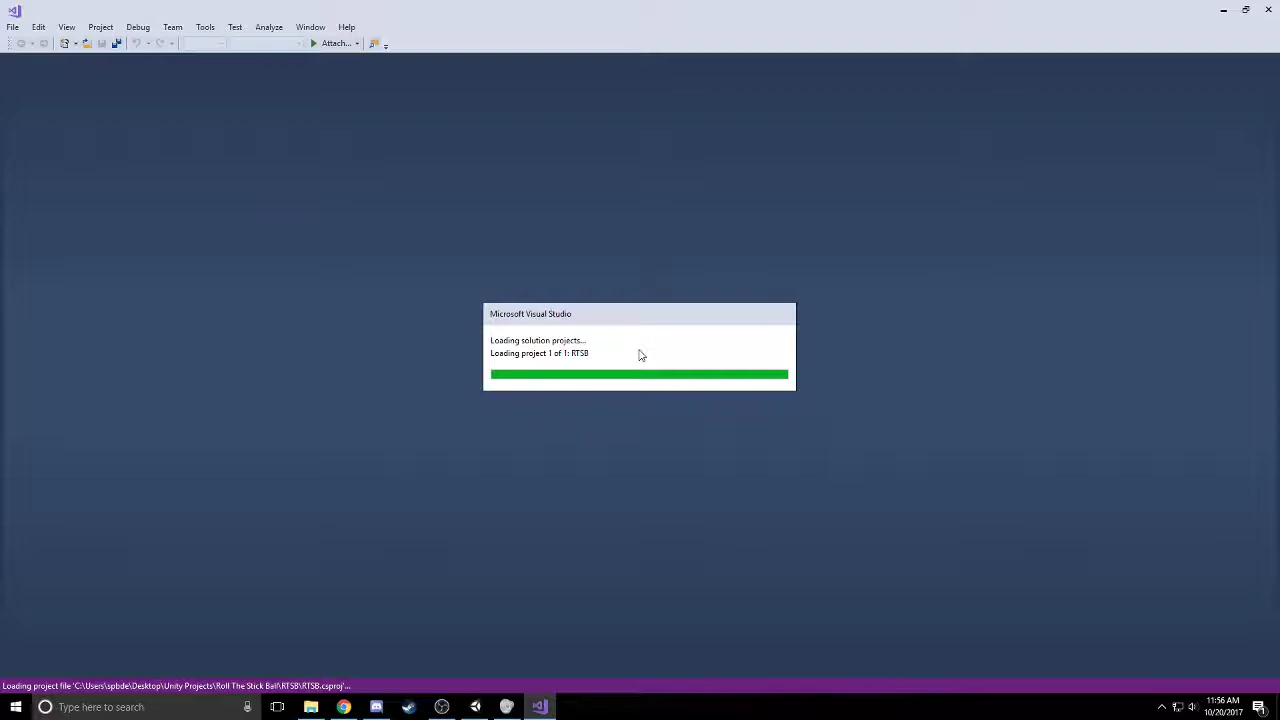 File Edit View Project Debug Team Tools Test Analyze Window Help
Attach...
Microsoft Visual Studio
Loading solution projects...
Loading project 1 of 1: RTSB
Loading project file 'C:\Users\spbde\Desktop\Unity Projects\Roll The Stick Ball\RTSB\RTSB.csproj'...
Type here to search
11:56 AM
10/20/2017